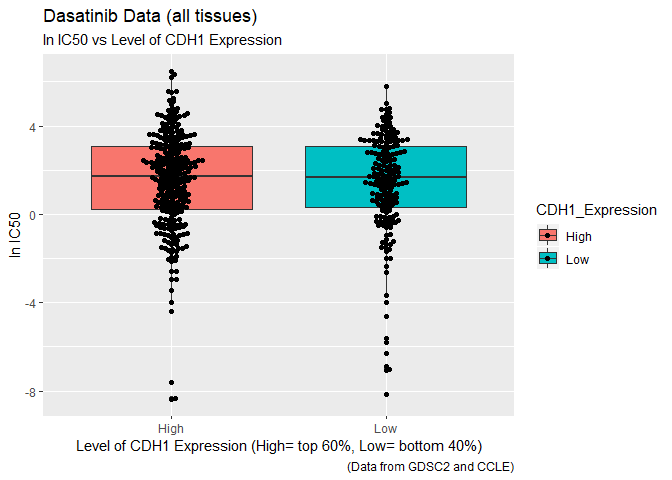 Dasatinib Data (all tissues)
ln IC50 vs Level of CDH1 Expression
ln IC50
4
0
-4
-8
High
Low
Level of CDH1 Expression (High= top 60%, Low= bottom 40%)
(Data from GDSC2 and CCLE)
CDH1_Expression
High
Low